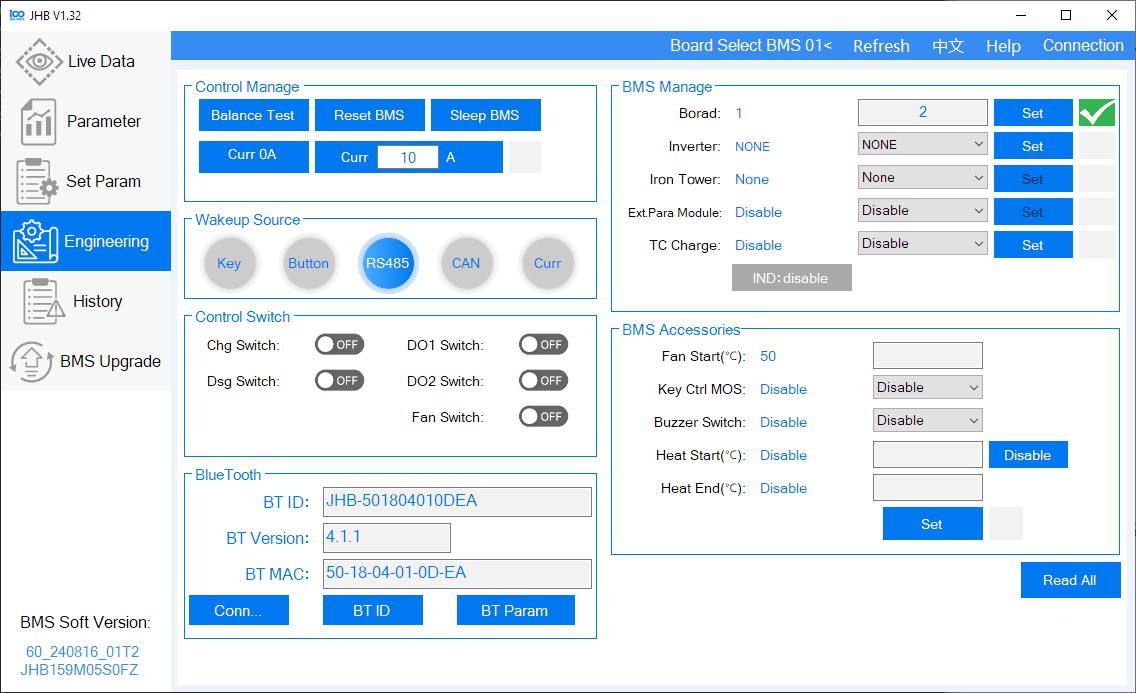 100 JHB V1.32
Board Select BMS 01< Refresh 中文 Help Connection
Live Data
Parameter
Set Param
Engineering
History
BMS Upgrade
BMS Soft Version:
60_240816_01T2
JHB159M05S0FZ
Control Manage
Balance Test Reset BMS Sleep BMS
Curr 0A Curr 10 A
Wakeup Source
Key Button RS485 CAN Curr
Control Switch
Chg Switch: OFF DO1 Switch: OFF
Dsg Switch: OFF DO2 Switch: OFF
Fan Switch: OFF
BlueTooth
BT ID: JHB-501804010DEA
BT Version: 4.1.1
BT MAC: 50-18-04-01-0D-EA
Conn... BT ID BT Param
BMS Manage
Borad: 1 2 Set
Inverter: NONE NONE Set
Iron Tower: None None Set
Ext.Para Module: Disable Disable Set
TC Charge: Disable Disable Set
IND:disable
BMS Accessories
Fan Start(℃): 50
Key Ctrl MOS: Disable Disable
Buzzer Switch: Disable Disable
Heat Start(℃): Disable Disable
Heat End(℃): Disable
Set
Read All